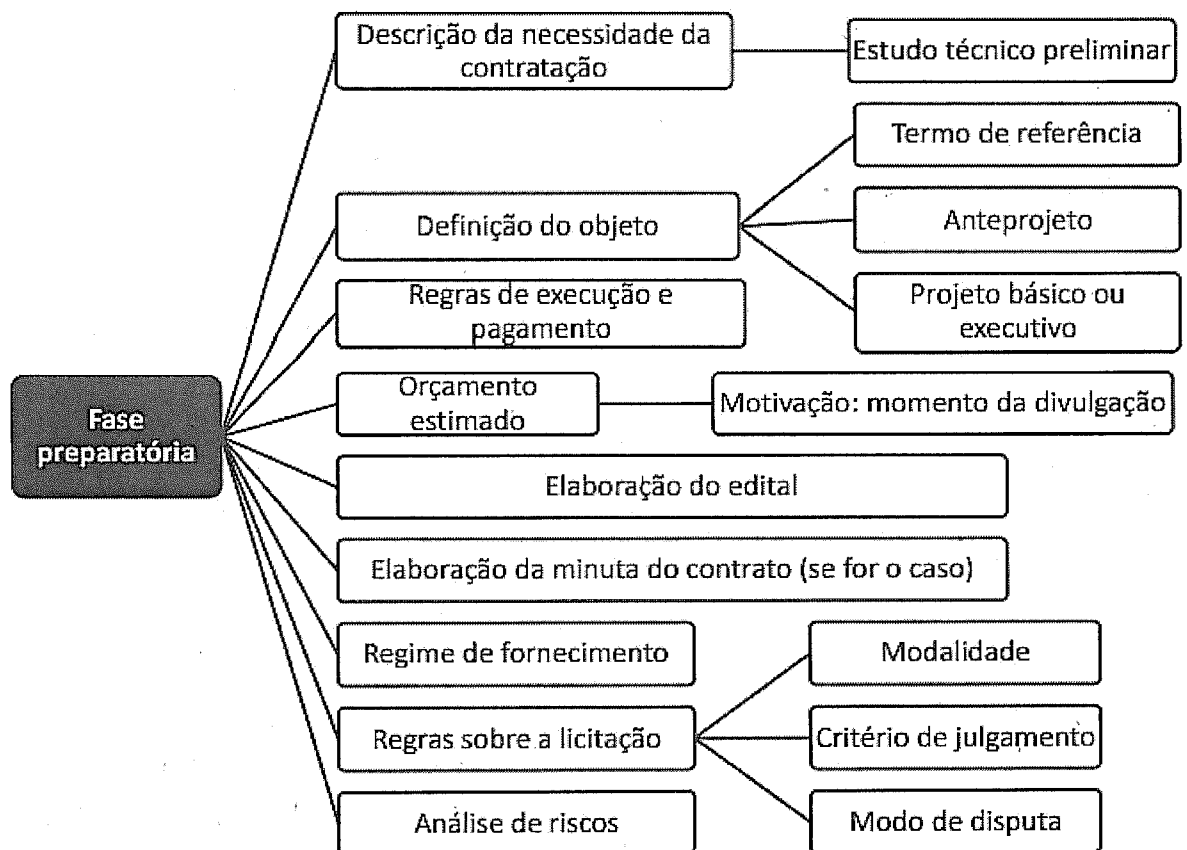 Descrição da necessidade da
contratação
Estudo técnico preliminar
Termo de referência
Definição do objeto
Anteprojeto
Projeto básico ou
executivo
Regras de execução e
pagamento
Fase
preparatória
Orçamento
estimado
Motivação: momento da divulgação
Elaboração do edital
Elaboração da minuta do contrato (se for o caso)
Regime de fornecimento
Modalidade
Regras sobre a licitação
Critério de julgamento
Análise de riscos
Modo de disputa